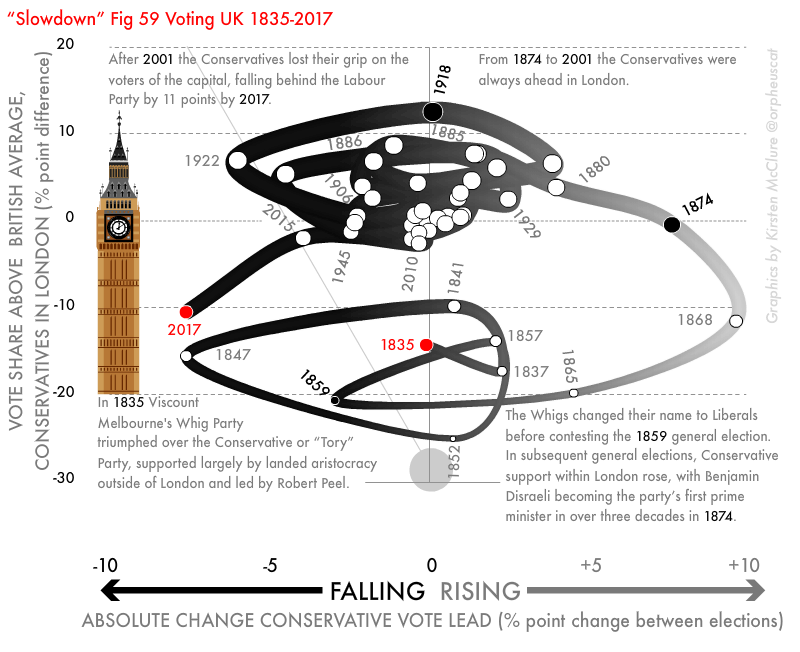 “Slowdown” Fig 59 Voting UK 1835-2017
VOTE SHARE ABOVE BRITISH AVERAGE,
CONSERVATIVES IN LONDON (% point difference)
20
10
0
-10
-20
-30
After 2001 the Conservatives lost their grip on the
voters of the capital, falling behind the Labour
Party by 11 points by 2017.
From 1874 to 2001 the Conservatives were
always ahead in London.
Graphics by Kirsten McClure @orpheuscat
1918
1885
1886
1922
1880
1906
1874
2015
1929
1945
2010
1841
2017
1868
1835
1857
1847
1837
1865
1859
1852
In 1835 Viscount
Melbourne's Whig Party
triumphed over the Conservative or “Tory”
Party, supported largely by landed aristocracy
outside of London and led by Robert Peel.
The Whigs changed their name to Liberals
before contesting the 1859 general election.
In subsequent general elections, Conservative
support within London rose, with Benjamin
Disraeli becoming the party’s first prime
minister in over three decades in 1874.
-10
-5
0
+5
+10
FALLING RISING
ABSOLUTE CHANGE CONSERVATIVE VOTE LEAD (% point change between elections)